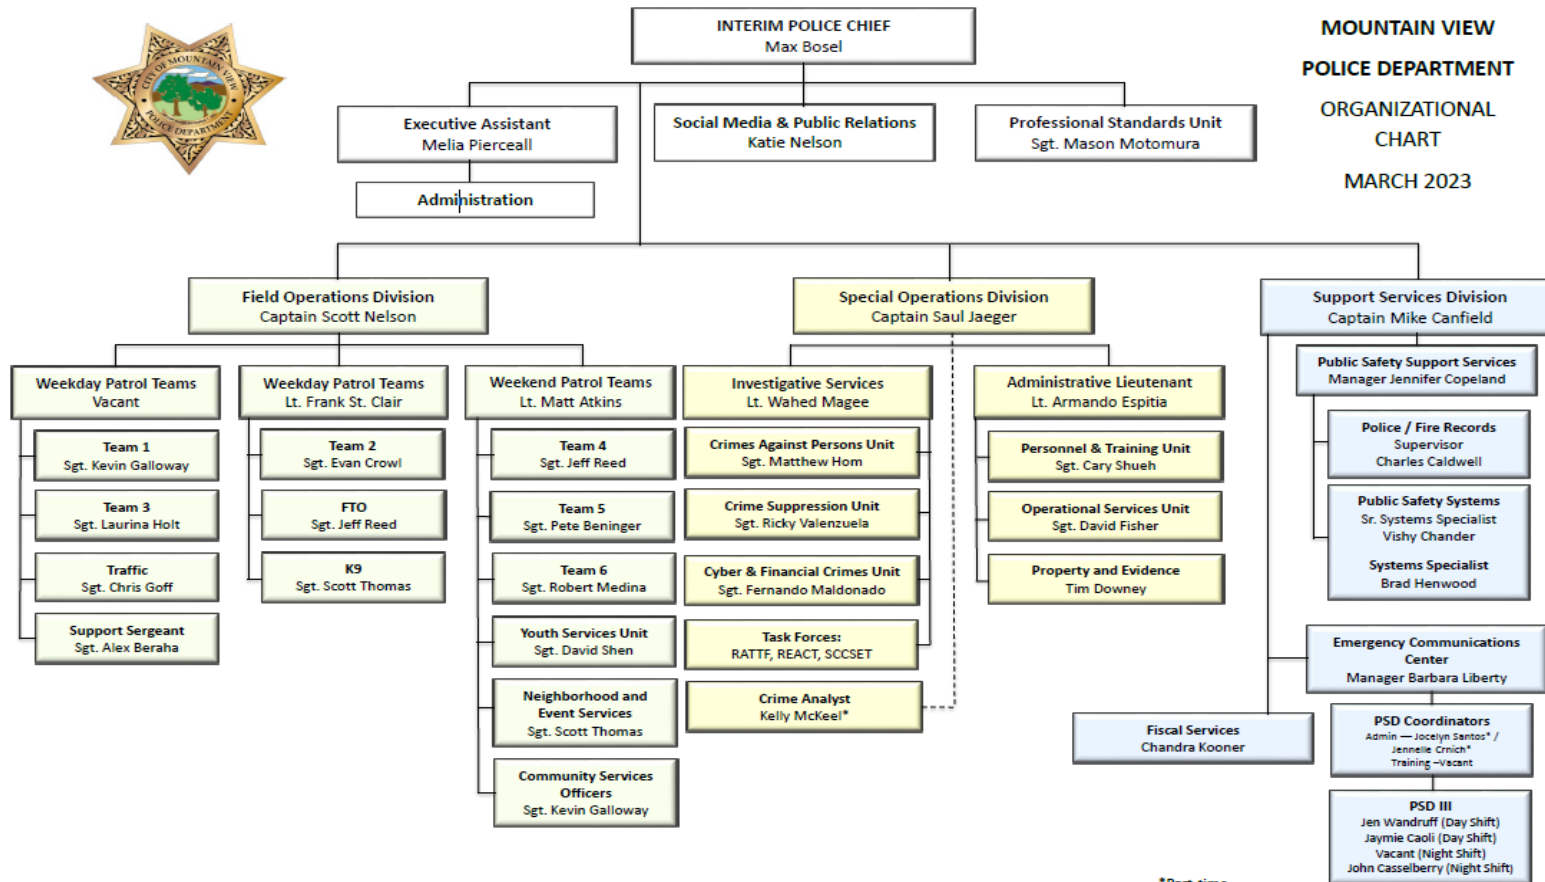 INTERIM POLICE CHIEF
Max Bosel
MOUNTAIN VIEW
POLICE DEPARTMENT
ORGANIZATIONAL
CHART
MARCH 2023
CITY OF MOUNTAIN VIEW
POLICE DEPARTMENT
Executive Assistant
Melia Pierceall
Social Media & Public Relations
Katie Nelson
Professional Standards Unit
Sgt. Mason Motomura
Administration
Field Operations Division
Captain Scott Nelson
Special Operations Division
Captain Saul Jaeger
Support Services Division
Captain Mike Canfield
Weekday Patrol Teams
Vacant
Team 1
Sgt. Kevin Galloway
Team 3
Sgt. Laurina Holt
Traffic
Sgt. Chris Goff
Support Sergeant
Sgt. Alex Beraha
Weekday Patrol Teams
Lt. Frank St. Clair
Team 2
Sgt. Evan Crowl
FTO
Sgt. Jeff Reed
K9
Sgt. Scott Thomas
Weekend Patrol Teams
Lt. Matt Atkins
Team 4
Sgt. Jeff Reed
Team 5
Sgt. Pete Beninger
Team 6
Sgt. Robert Medina
Youth Services Unit
Sgt. David Shen
Neighborhood and
Event Services
Sgt. Scott Thomas
Community Services
Officers
Sgt. Kevin Galloway
Investigative Services
Lt. Wahed Magee
Crimes Against Persons Unit
Sgt. Matthew Hom
Crime Suppression Unit
Sgt. Ricky Valenzuela
Cyber & Financial Crimes Unit
Sgt. Fernando Maldonado
Task Forces:
RATTF, REACT, SCCSET
Crime Analyst
Kelly McKeel*
Administrative Lieutenant
Lt. Armando Espitia
Personnel & Training Unit
Sgt. Cary Shueh
Operational Services Unit
Sgt. David Fisher
Property and Evidence
Tim Downey
Public Safety Support Services
Manager Jennifer Copeland
Police / Fire Records
Supervisor
Charles Caldwell
Public Safety Systems
Sr. Systems Specialist
Vishy Chander
Systems Specialist
Brad Henwood
Emergency Communications
Center
Manager Barbara Liberty
Fiscal Services
Chandra Kooner
PSD Coordinators
Admin — Jocelyn Santos* /
Jennelle Crnich*
Training –Vacant
PSD III
Jen Wandruff (Day Shift)
Jaymie Caoli (Day Shift)
Vacant (Night Shift)
John Casselberry (Night Shift)
*Part-time